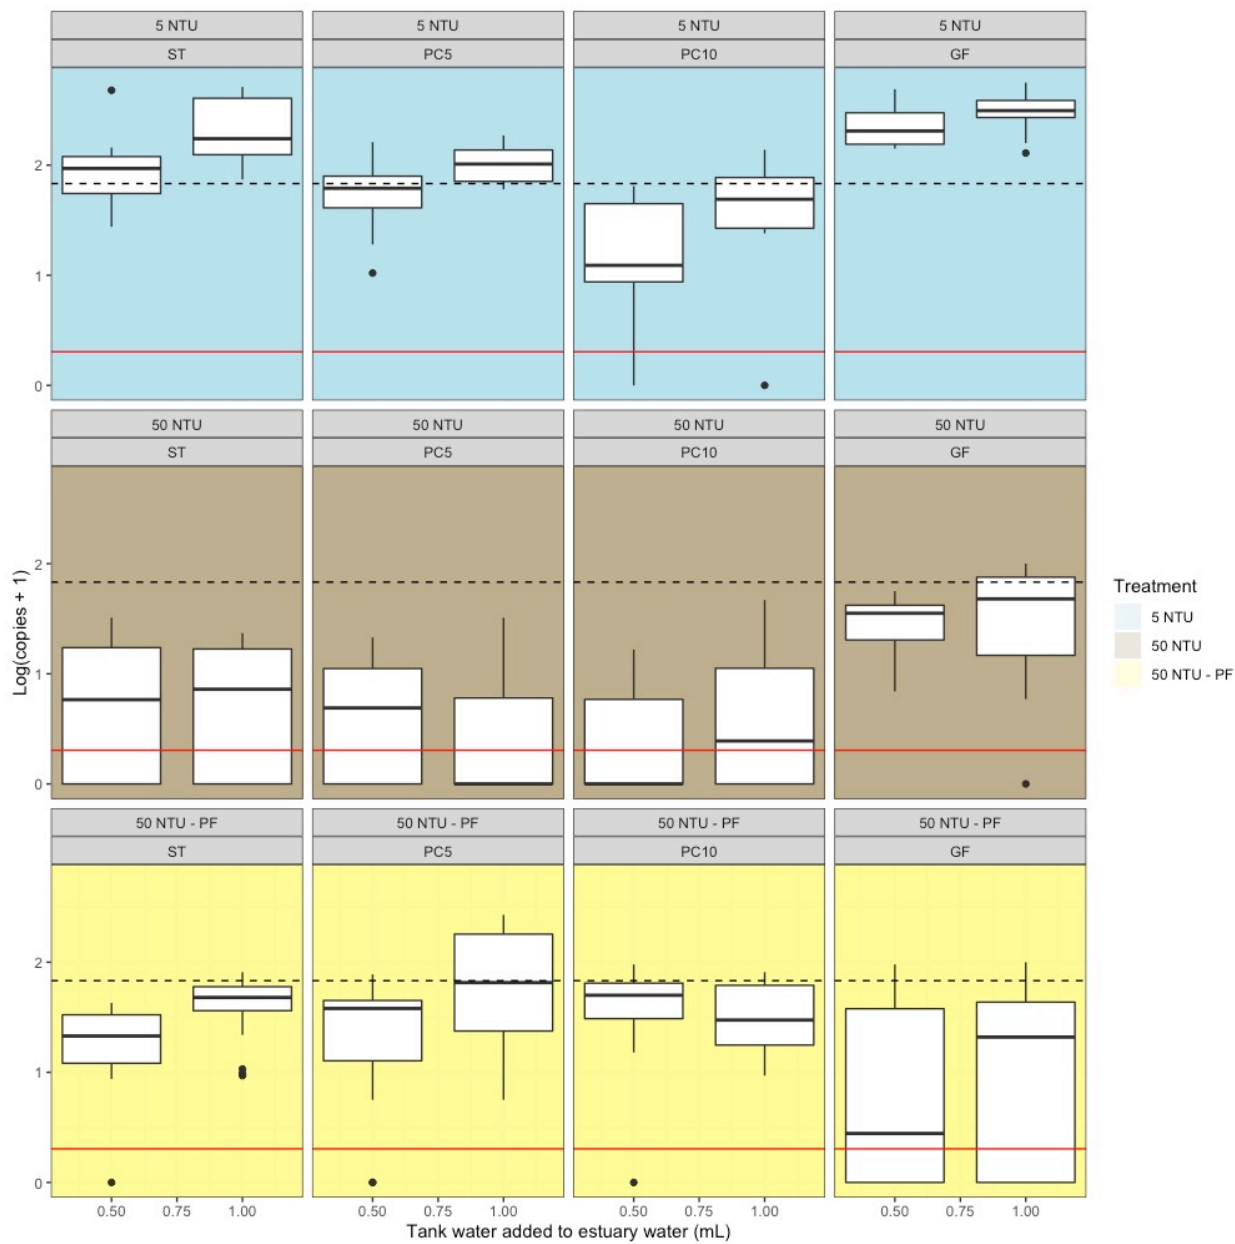 5 NTU 5 NTU 5 NTU 5 NTU
ST PC5 PC10 GF
2
1
0
50 NTU 50 NTU 50 NTU 50 NTU
ST PC5 PC10 GF
2
1
0
Log(copies + 1)
50 NTU - PF 50 NTU - PF 50 NTU - PF 50 NTU - PF
ST PC5 PC10 GF
2
1
0
0.50 0.75 1.00 0.50 0.75 1.00 0.50 0.75 1.00 0.50 0.75 1.00
Tank water added to estuary water (mL)
Treatment
5 NTU
50 NTU
50 NTU - PF